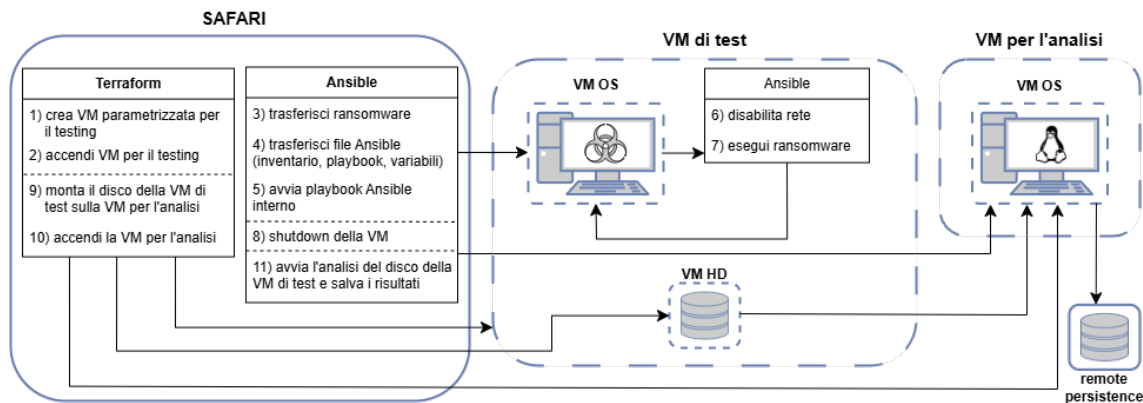 SAFARI
Terraform
1) crea VM parametrizzata per
il testing
2) accendi VM per il testing
9) monta il disco della VM di
test sulla VM per l'analisi
10) accendi la VM per l'analisi
Ansible
3) trasferisci ransomware
4) trasferisci file Ansible
(inventario, playbook, variabili)
5) avvia playbook Ansible
interno
8) shutdown della VM
11) avvia l'analisi del disco della
VM di test e salva i risultati
VM di test
VM OS
Ansible
6) disabilita rete
7) esegui ransomware
VM HD
VM per l'analisi
VM OS
remote
persistence